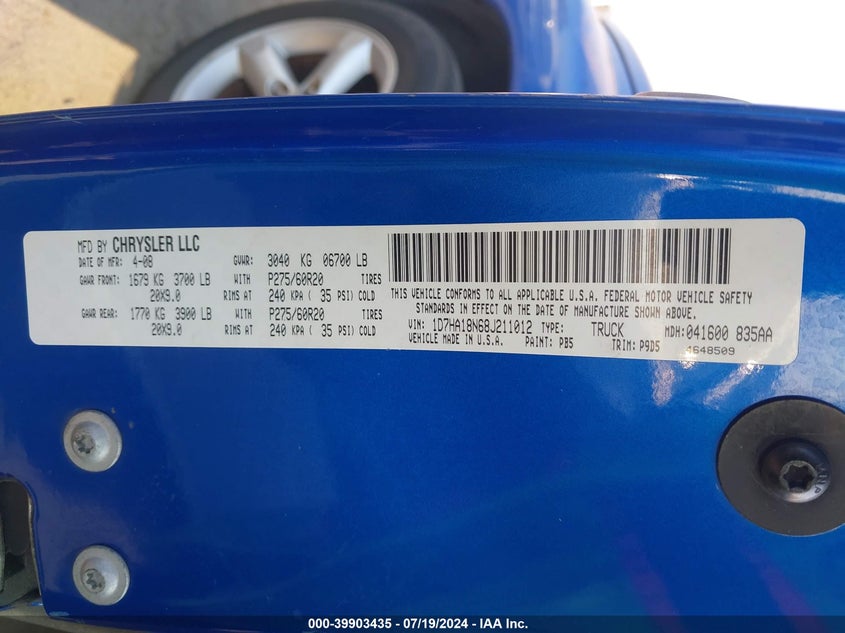 MFD BY CHRYSLER LLC
DATE OF MFR: 4-08 GVWR: 3040 KG 06700 LB
GAWR FRONT: 1679 KG 3700 LB WITH P275/60R20 TIRES
20X9.0 RIMS AT 240 KPA ( 35 PSI) COLD
GAWR REAR: 1770 KG 3900 LB WITH P275/60R20 TIRES
20X9.0 RIMS AT 240 KPA ( 35 PSI) COLD
THIS VEHICLE CONFORMS TO ALL APPLICABLE U.S.A. FEDERAL MOTOR VEHICLE SAFETY
STANDARDS IN EFFECT ON THE DATE OF MANUFACTURE SHOWN ABOVE.
VIN: 1D7HA18N68J211012 TYPE: TRUCK MDH: 041600 835AA
VEHICLE MADE IN U.S.A. PAINT: PB5 TRIM: P9D5 4648509
000-39903435 - 07/19/2024 - IAA Inc.